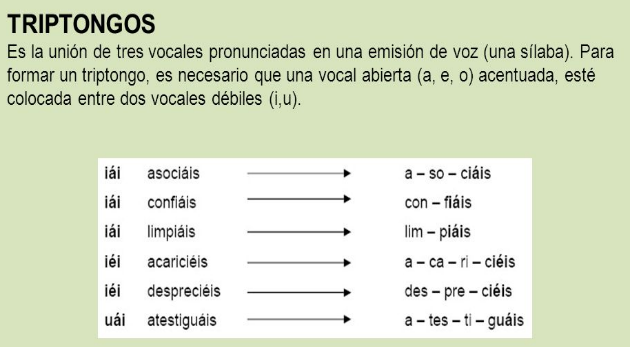 TRIPTONGOS
Es la unión de tres vocales pronunciadas en una emisión de voz (una sílaba). Para
formar un triptongo, es necesario que una vocal abierta (a, e, o) acentuada, esté
colocada entre dos vocales débiles (i,u).
iái asociáis a – so – ciáis
iái confiáis con – fiáis
iái limpiáis lim – piáis
iéi acariciéis a – ca – ri – ciéis
iéi despreciéis des – pre – ciéis
uái atestiguáis a – tes – ti – guáis